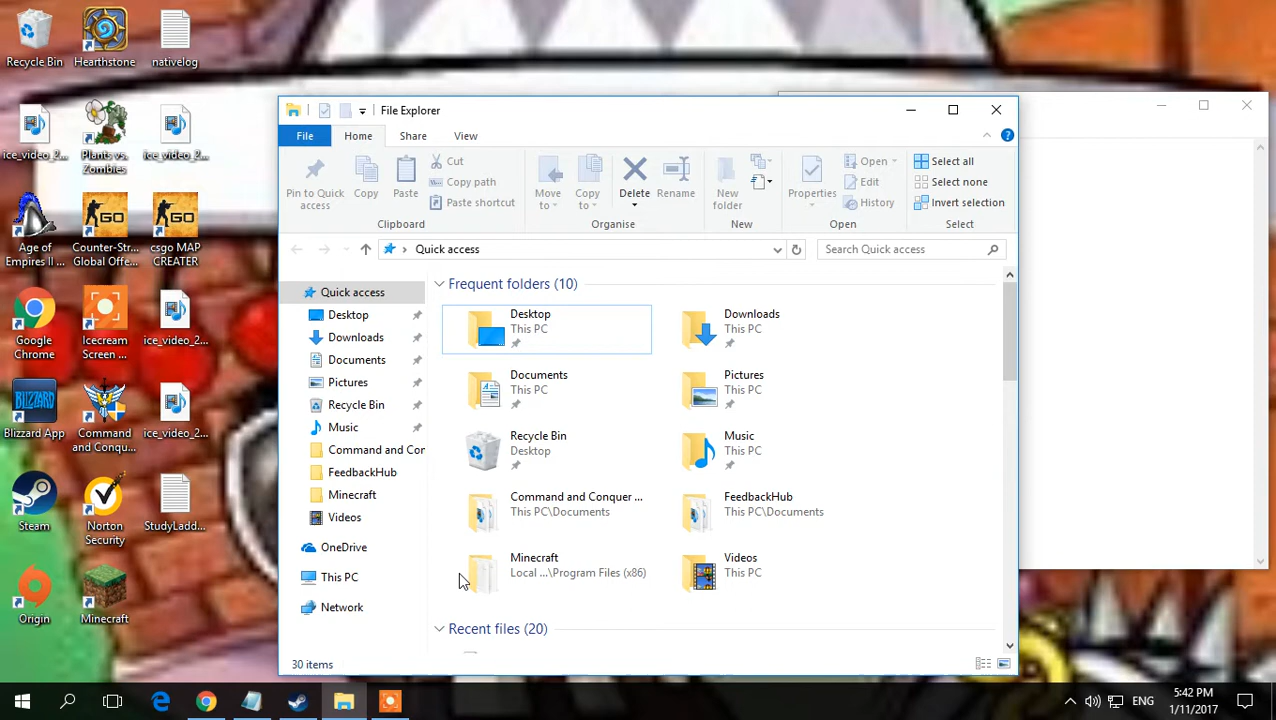 Recycle Bin
Hearthstone
nativelog
ice_video_2...
Plants vs.
Zombies
ice_video_2...
Age of
Empires II ...
Counter-Str...
Global Offe...
csgo MAP
CREATER
GO
GO
Google
Chrome
Icecream
Screen ...
ice_video_2...
BLIZZARD
Blizzard App
Command
and Conqu...
ice_video_2...
Steam
Norton
Security
StudyLadd...
Origin
Minecraft
File Explorer
File
Home
Share
View
Pin to Quick
access
Copy
Paste
Cut
Copy path
Paste shortcut
Clipboard
Move
to
Copy
to
Delete
Rename
Organise
New
folder
New
Properties
Open
Edit
History
Open
Select all
Select none
Invert selection
Select
Quick access
Search Quick access
Quick access
Desktop
Downloads
Documents
Pictures
Recycle Bin
Music
Command and Cor
FeedbackHub
Minecraft
Videos
OneDrive
This PC
Network
Frequent folders (10)
Desktop
This PC
Downloads
This PC
Documents
This PC
Pictures
This PC
Recycle Bin
Desktop
Music
This PC
Command and Conquer ...
This PC\Documents
FeedbackHub
This PC\Documents
Minecraft
Local ...\Program Files (x86)
Videos
This PC
Recent files (20)
30 items
ENG
5:42 PM
1/11/2017